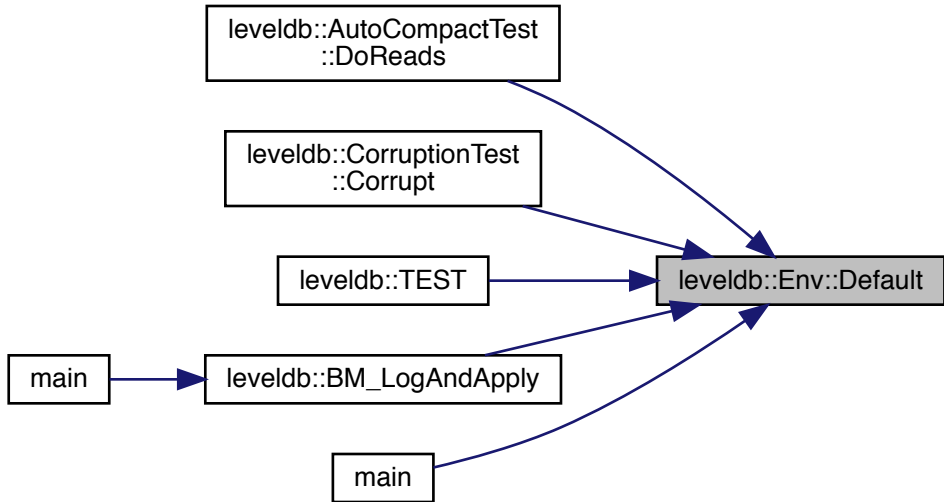 leveldb::AutoCompactTest
::DoReads
leveldb::CorruptionTest
::Corrupt
leveldb::TEST
leveldb::Env::Default
main
leveldb::BM_LogAndApply
main